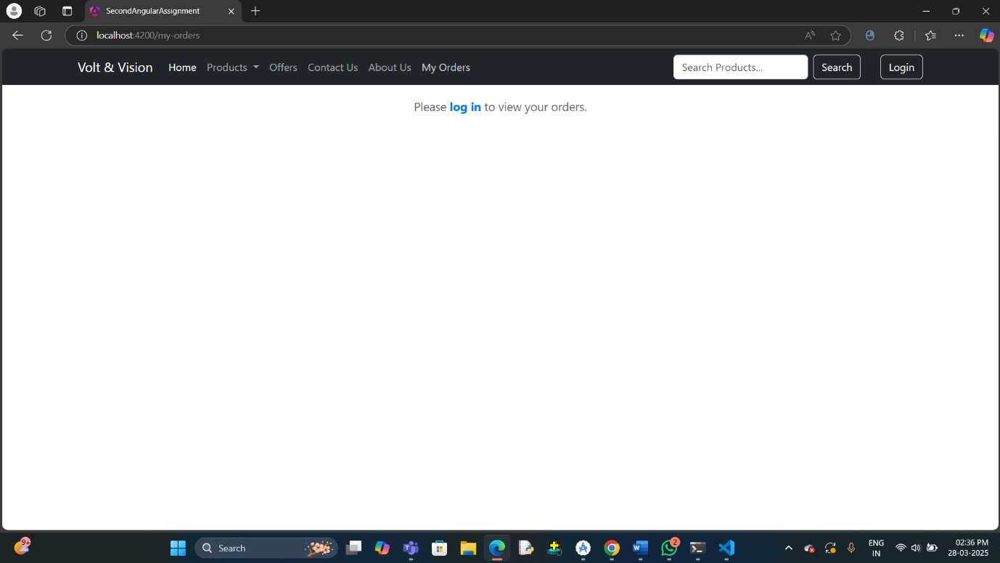 SecondAngularAssignment
localhost:4200/my-orders
Volt & Vision Home Products Offers Contact Us About Us My Orders Search Products... Search Login
Please log in to view your orders.
9+
Search
2
ENG
IN
02:36 PM
28-03-2025